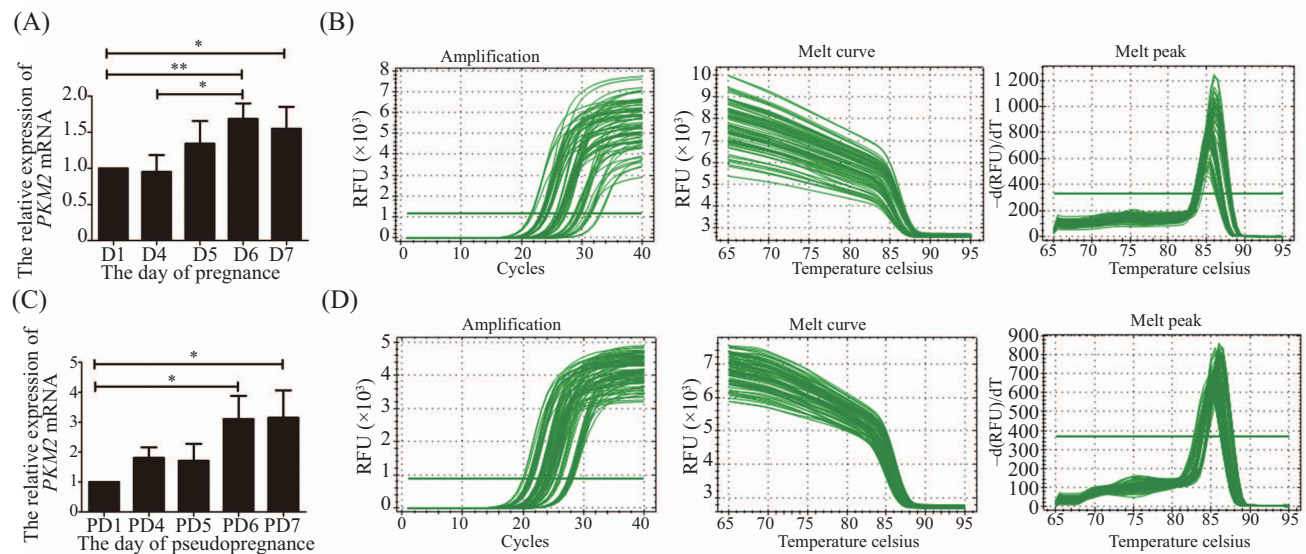 (A)
The relative expression of
PKM2 mRNA
*
**
*
2.0
1.5
1.0
0.5
0
D1 D4 D5 D6 D7
The day of pregnance
(B)
Amplification
RFU (×10³)
8
7
6
5
4
3
2
1
0
0 10 20 30 40
Cycles
Melt curve
RFU (×10³)
10
9
8
7
6
5
4
3
65 70 75 80 85 90 95
Temperature celsius
Melt peak
−d(RFU)/dT
1 200
1 000
800
600
400
200
0
65 70 75 80 85 90 95
Temperature celsius
(C)
The relative expression of
PKM2 mRNA
*
*
5
4
3
2
1
0
PD1 PD4 PD5 PD6 PD7
The day of pseudopregnance
(D)
Amplification
RFU (×10³)
5
4
3
2
1
0
0 10 20 30 40
Cycles
Melt curve
RFU (×10³)
7
6
5
4
3
65 70 75 80 85 90 95
Temperature celsius
Melt peak
−d(RFU)/dT
900
800
700
600
500
400
300
200
100
0
65 70 75 80 85 90 95
Temperature celsius